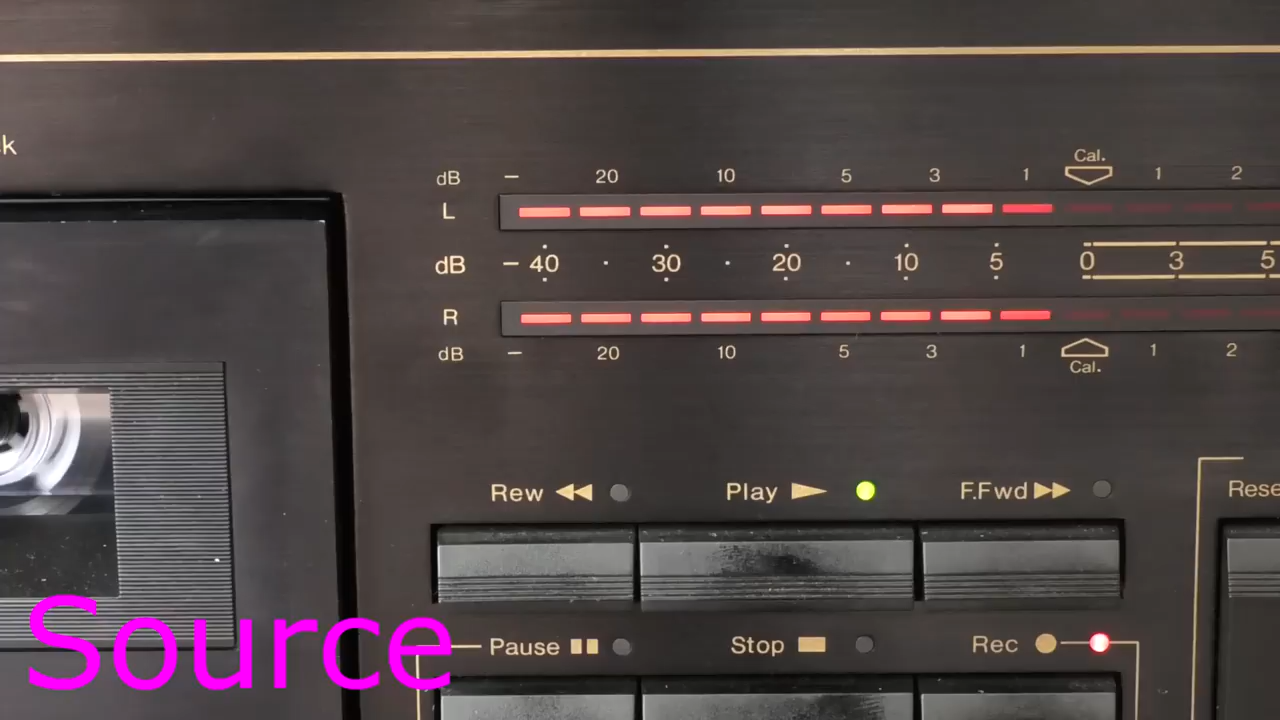 dB – 20 10 5 3 1 Cal. 1 2
L
dB – 40 · 30 · 20 · 10 5 0 3 5
R
dB – 20 10 5 3 1 Cal. 1 2
Rew Play F.Fwd
Pause Stop Rec
Source